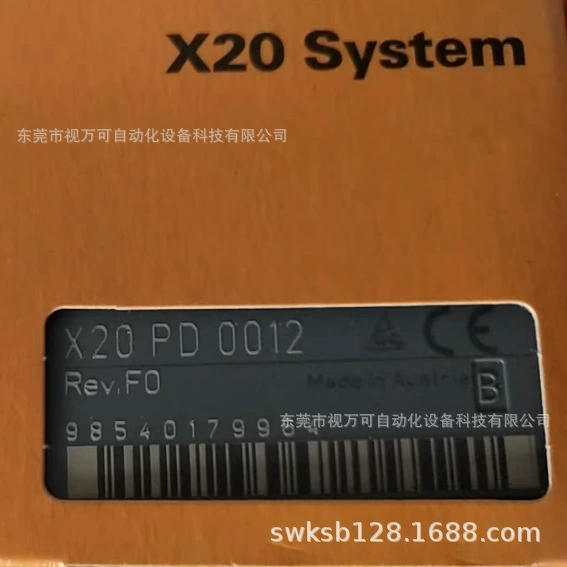 X20 System
东莞市视万可自动化设备科技有限公司
X20 PD 0012
CE
Rev.F0
Made in Austria
B
东莞市视万可自动化设备科技有限公司
swksb128.1688.com